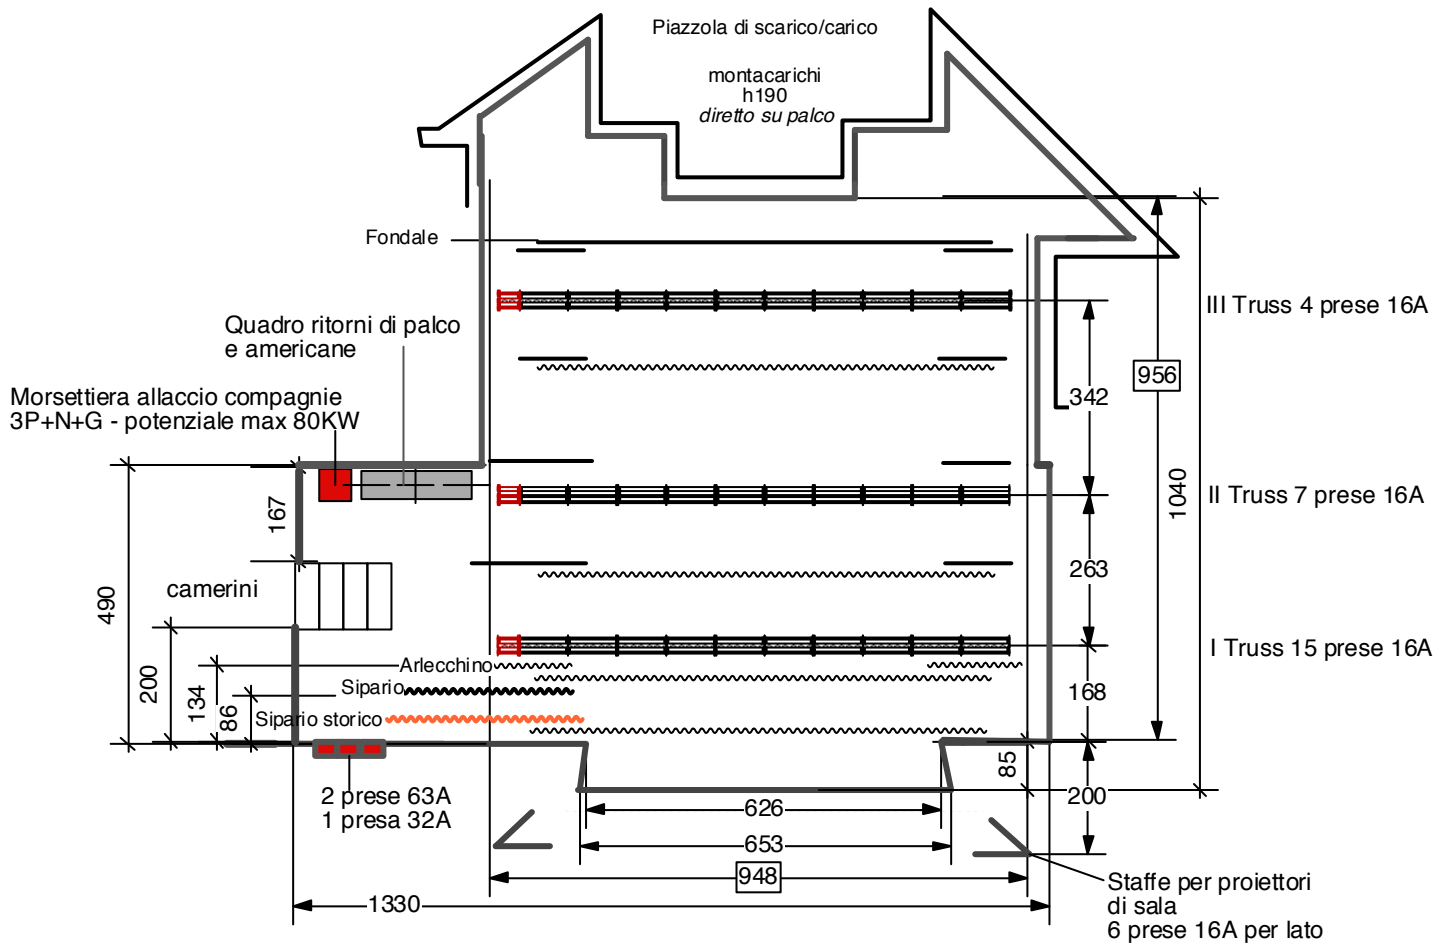 Piazzola di scarico/carico
montacarichi
h190
diretto su palco
Fondale
Quadro ritorni di palco
e americane
III Truss 4 prese 16A
956
342
Morsettiera allaccio compagnie
3P+N+G - potenziale max 80KW
1040
II Truss 7 prese 16A
167
263
camerini
490
I Truss 15 prese 16A
Arlecchino
200
134
Sipario
168
86
Sipario storico
85
2 prese 63A
1 presa 32A
200
626
653
948
Staffe per proiettori
di sala
6 prese 16A per lato
1330